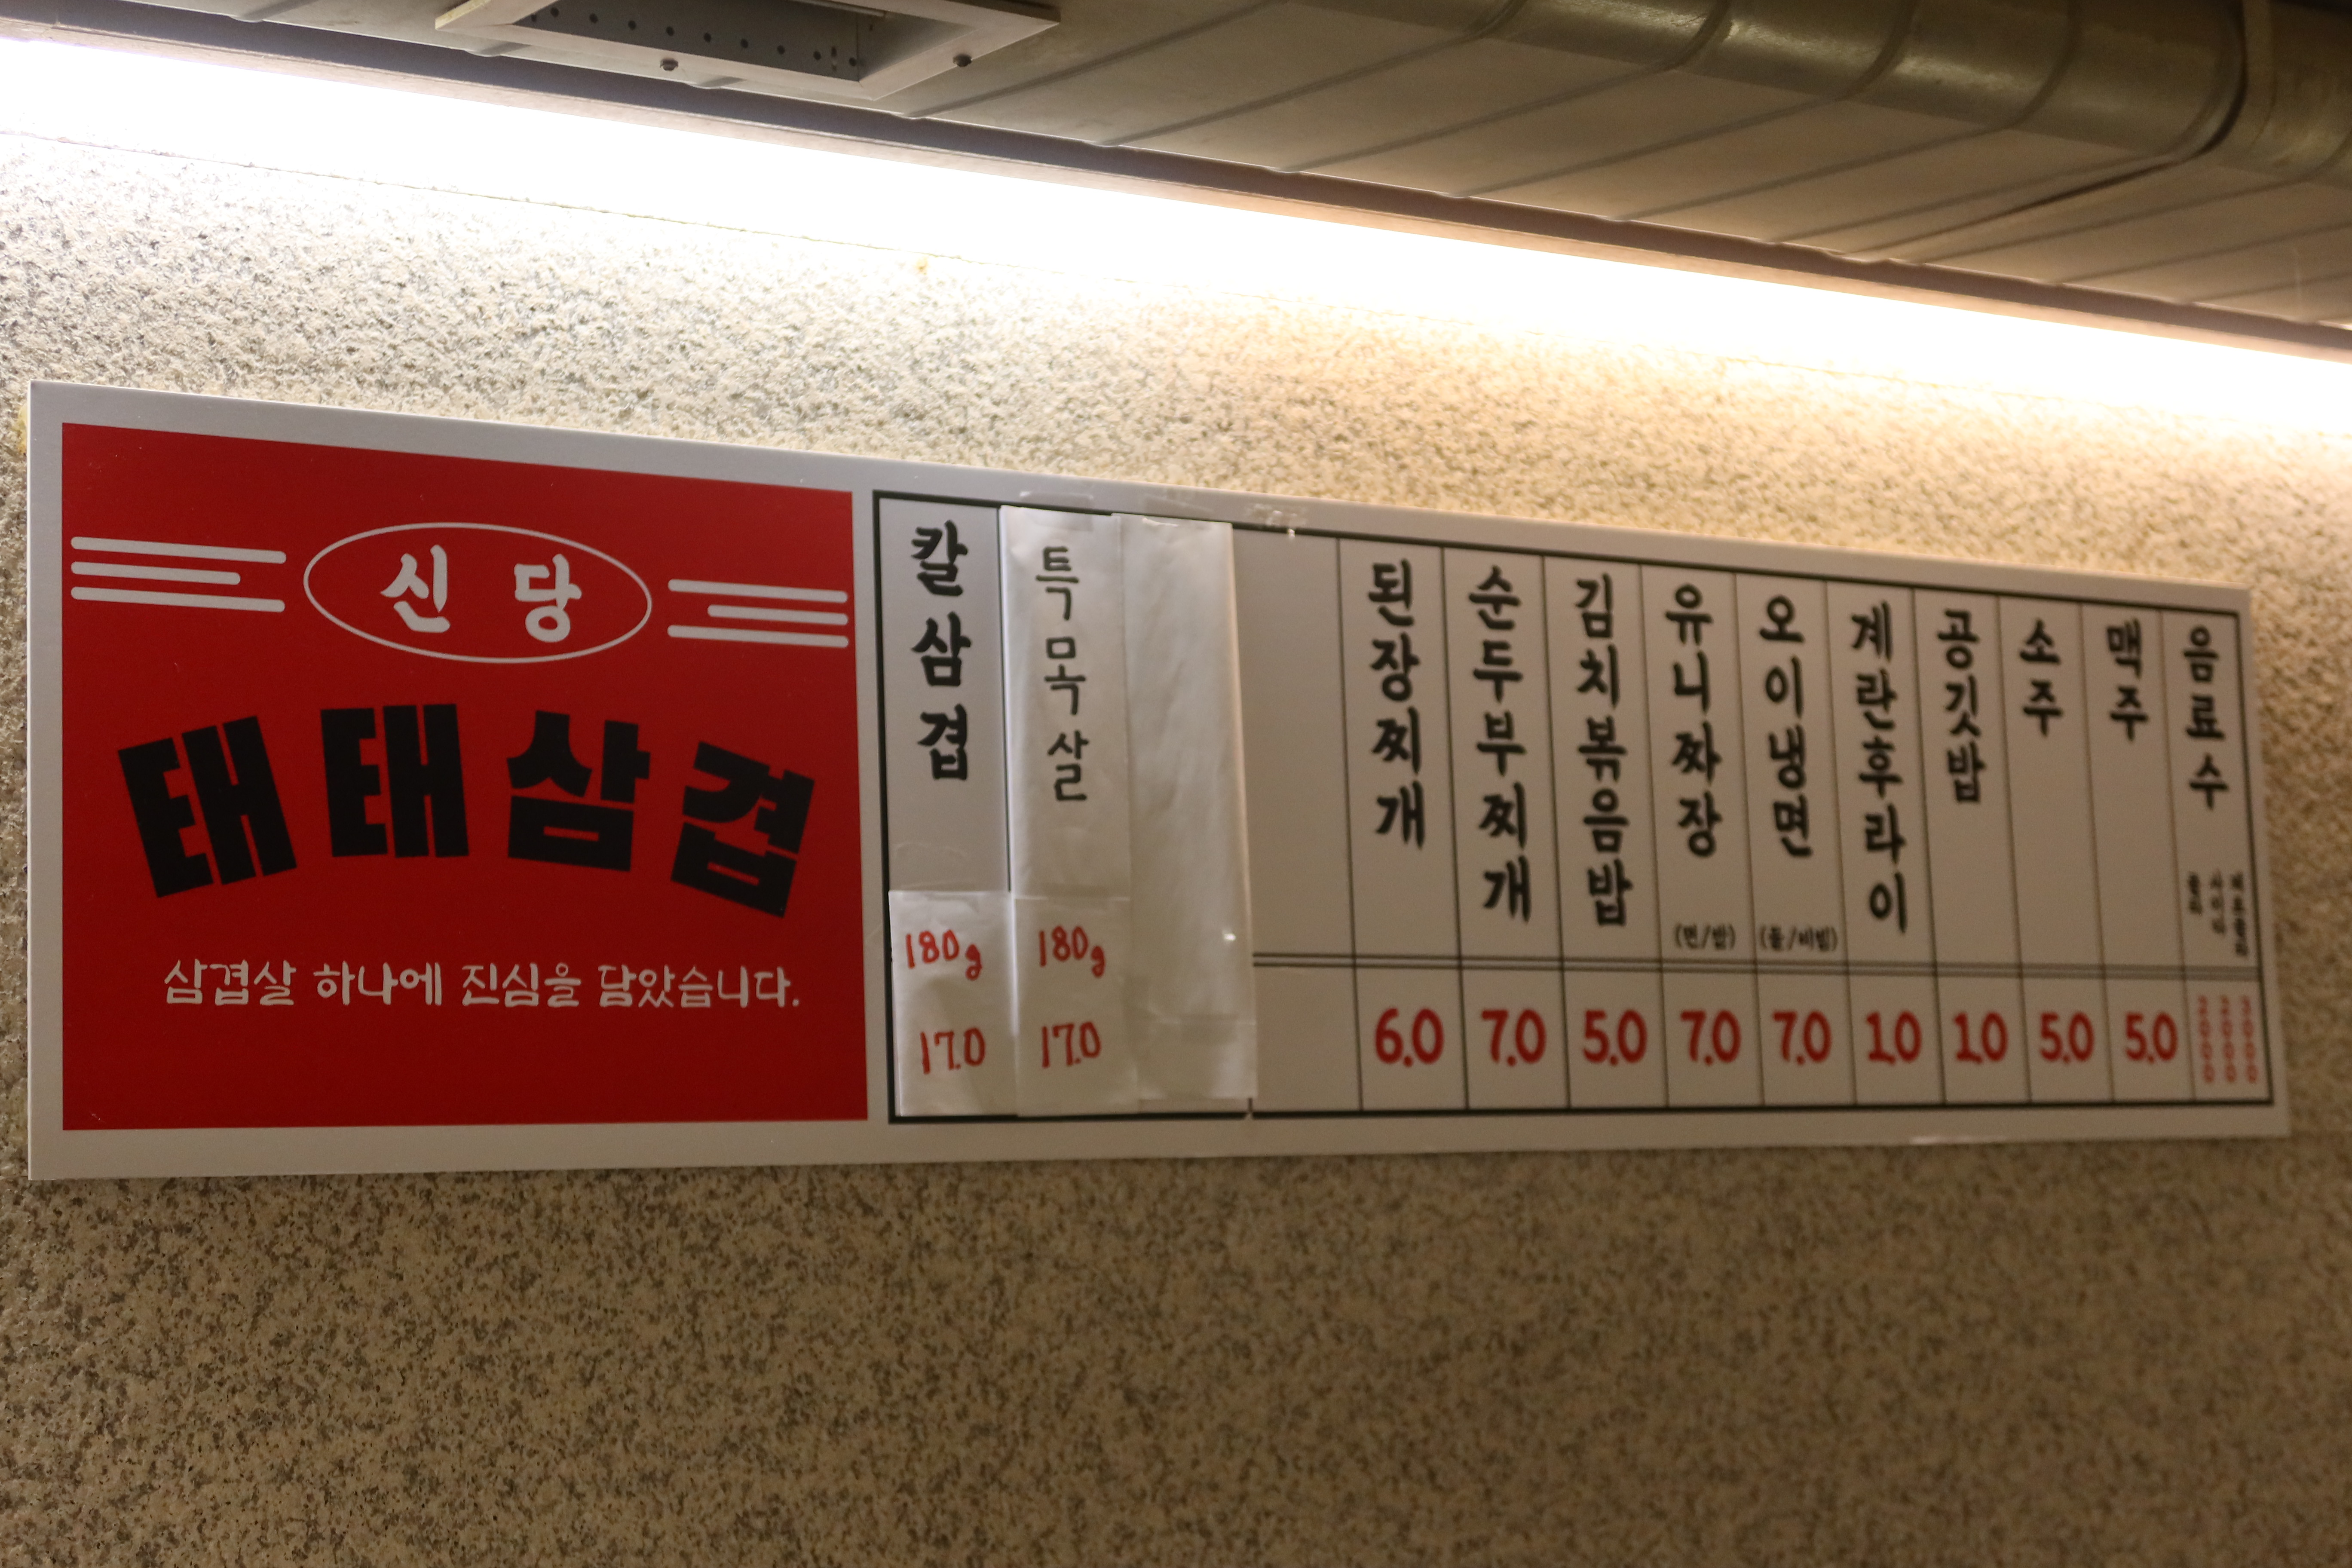 신당
태태삼겹
삼겹살 하나에 진심을 담았습니다.
칼삼겹
180g
17.0
특목살
180g
17.0
된장찌개
6.0
순두부찌개
7.0
김치볶음밥
5.0
유니짜장
(면/밥)
7.0
오이냉면
(물/비빔)
7.0
계란후라이
1.0
공깃밥
1.0
소주
5.0
맥주
5.0
음료수